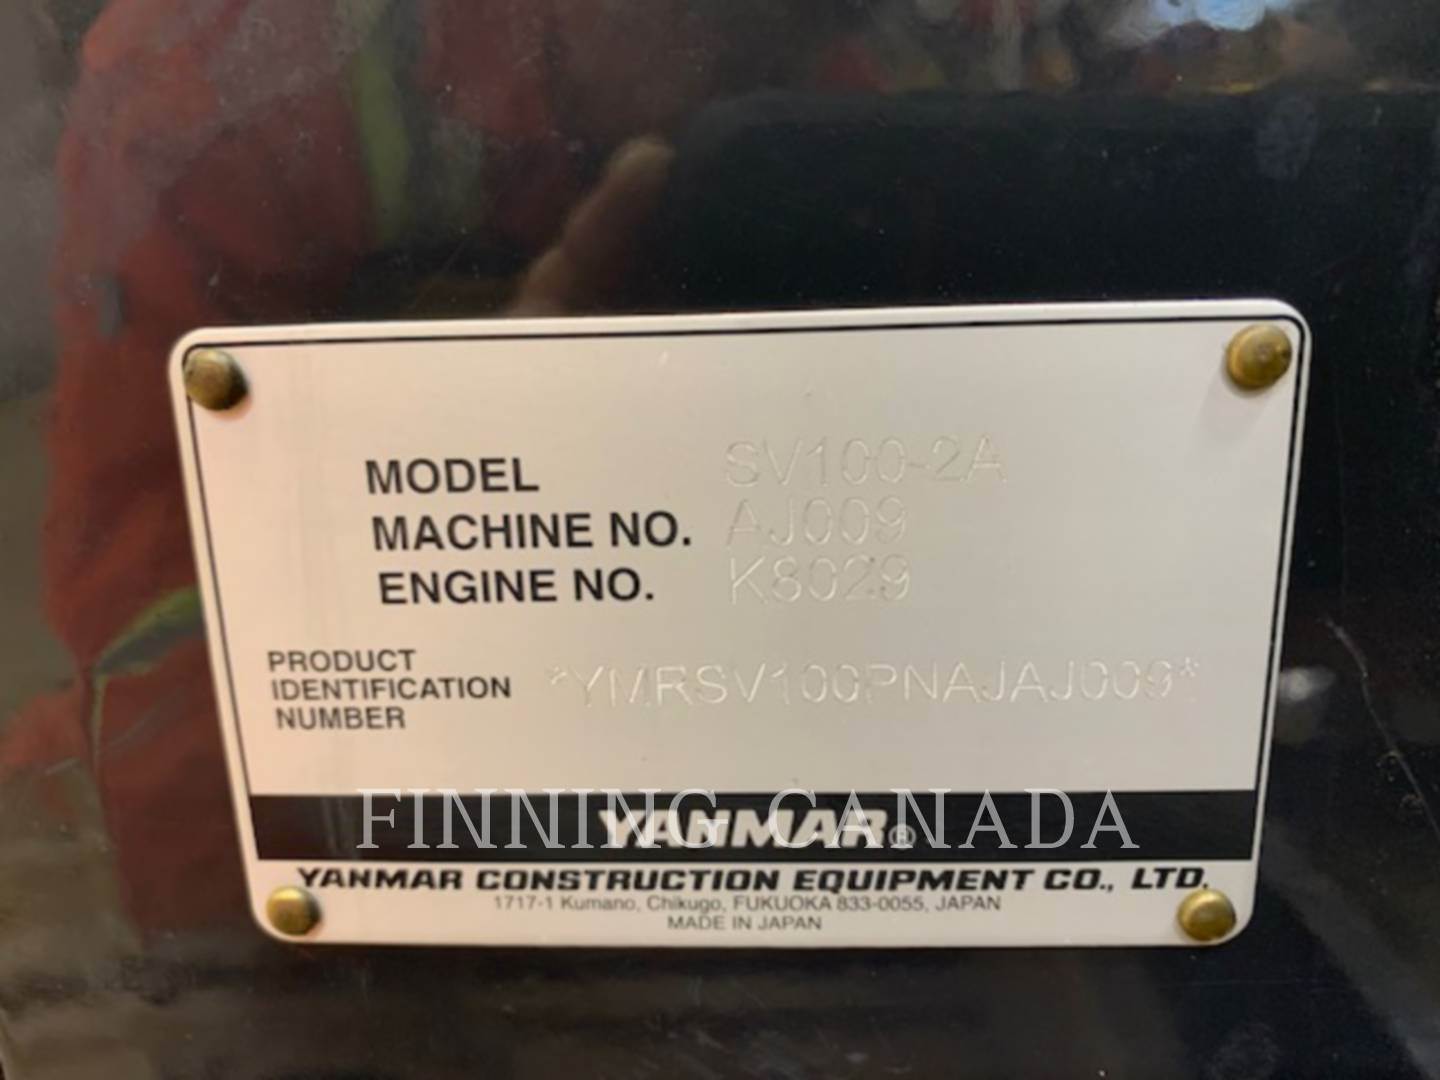 MODEL SV100-2A
MACHINE NO. AJ009
ENGINE NO. K8029
PRODUCT
IDENTIFICATION
NUMBER
*YMRSV100PNAJAJ009*
YANMAR®
FINNING CANADA
YANMAR CONSTRUCTION EQUIPMENT CO., LTD.
1717-1 Kumano, Chikugo, FUKUOKA 833-0055, JAPAN
MADE IN JAPAN